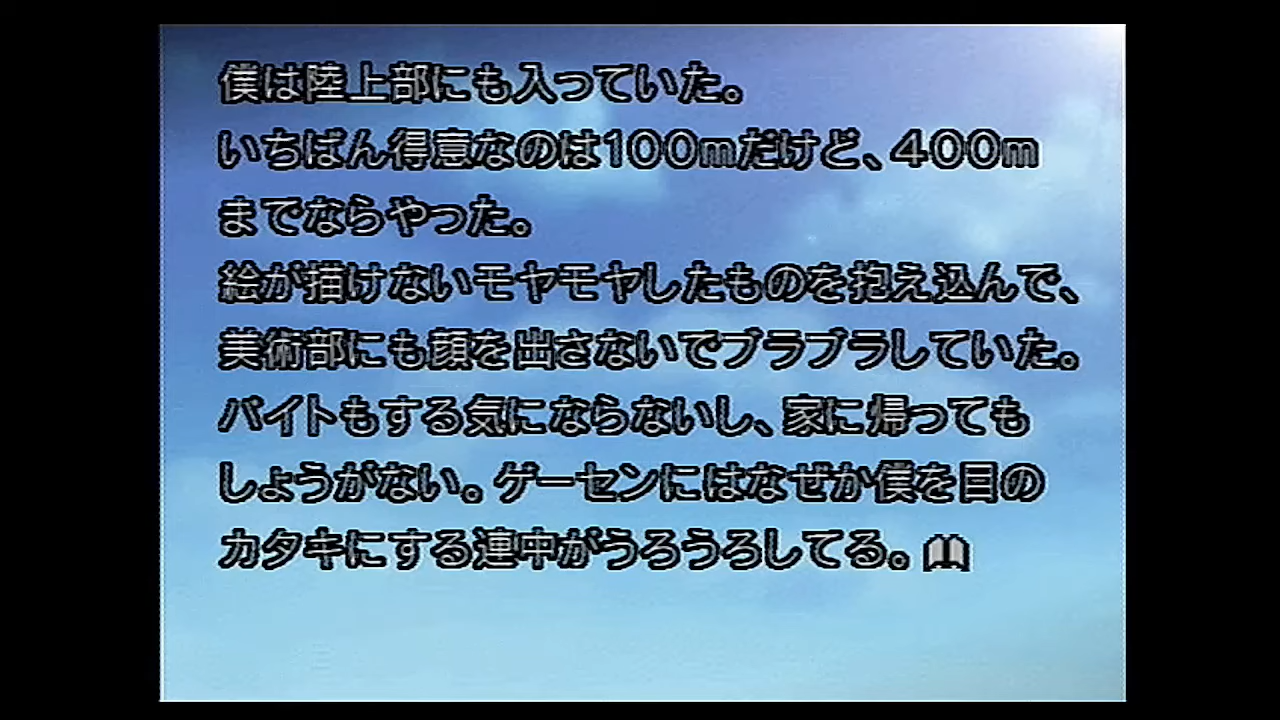 僕は陸上部にも入っていた。
いちばん得意なのは１００ｍだけど、４００ｍ
までならやった。
絵が描けないモヤモヤしたものを抱え込んで、
美術部にも顔を出さないでブラブラしていた。
バイトもする気にならないし、家に帰っても
しょうがない。ゲーセンにはなぜか僕を目の
カタキにする連中がうろうろしてる。